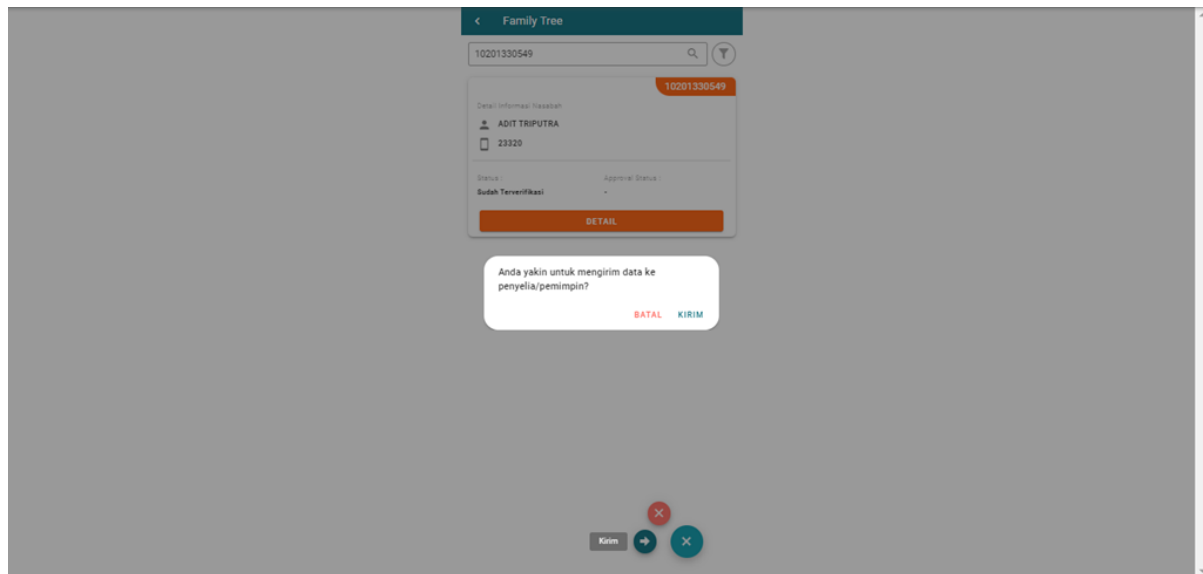 Family Tree
10201330549
10201330549
Detail Informasi Nasabah
ADIT TRIPUTRA
23320
Status :
Approval Status :
Sudah Terverifikasi
-
DETAIL
Anda yakin untuk mengirim data ke
penyelia/pemimpin?
BATAL
KIRIM
Kirim